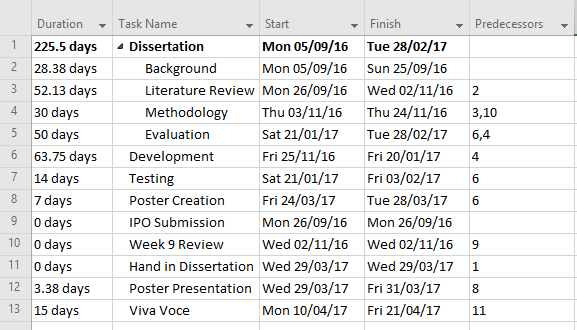 Duration Task Name Start Finish Predecessors
1 225.5 days Dissertation Mon 05/09/16 Tue 28/02/17
2 28.38 days Background Mon 05/09/16 Sun 25/09/16
3 52.13 days Literature Review Mon 26/09/16 Wed 02/11/16 2
4 30 days Methodology Thu 03/11/16 Thu 24/11/16 3,10
5 50 days Evaluation Sat 21/01/17 Tue 28/02/17 6,4
6 63.75 days Development Fri 25/11/16 Fri 20/01/17 4
7 14 days Testing Sat 21/01/17 Fri 03/02/17 6
8 7 days Poster Creation Fri 24/03/17 Tue 28/03/17 6
9 0 days IPO Submission Mon 26/09/16 Mon 26/09/16
10 0 days Week 9 Review Wed 02/11/16 Wed 02/11/16 9
11 0 days Hand in Dissertation Wed 29/03/17 Wed 29/03/17 1
12 3.38 days Poster Presentation Wed 29/03/17 Fri 31/03/17 8
13 15 days Viva Voce Mon 10/04/17 Fri 21/04/17 11